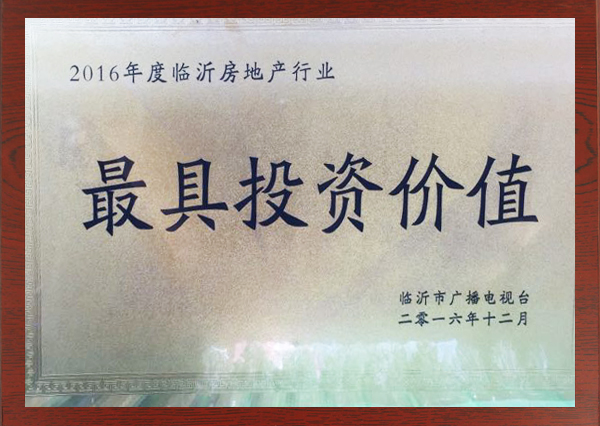 2016年度临沂房地产行业
最具投资价值
临沂市广播电视台
二零一六年十二月